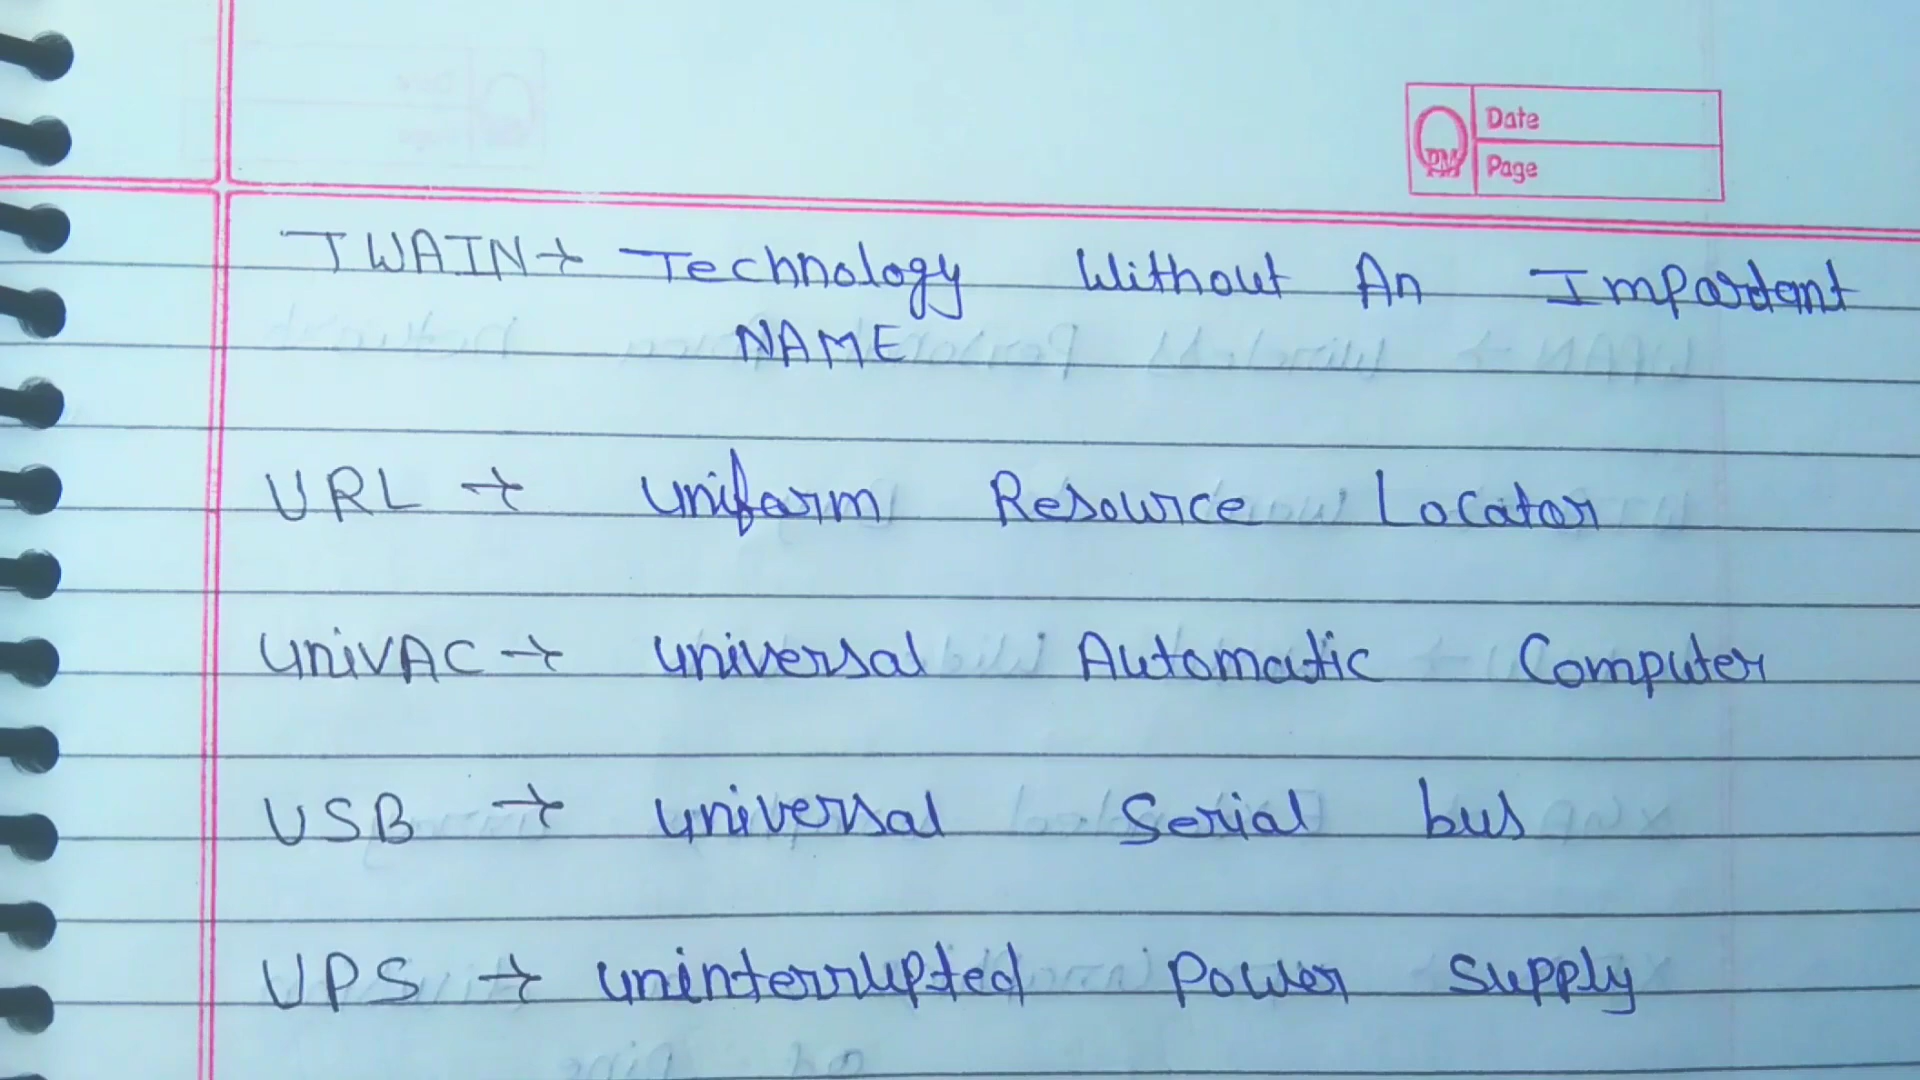 Date
Page
TWAIN → Technology Without An Important
NAME
URL → Uniform Resource Locator
UniVAC → Universal Automatic Computer
USB → Universal Serial bus
UPS → Uninterrupted Power Supply